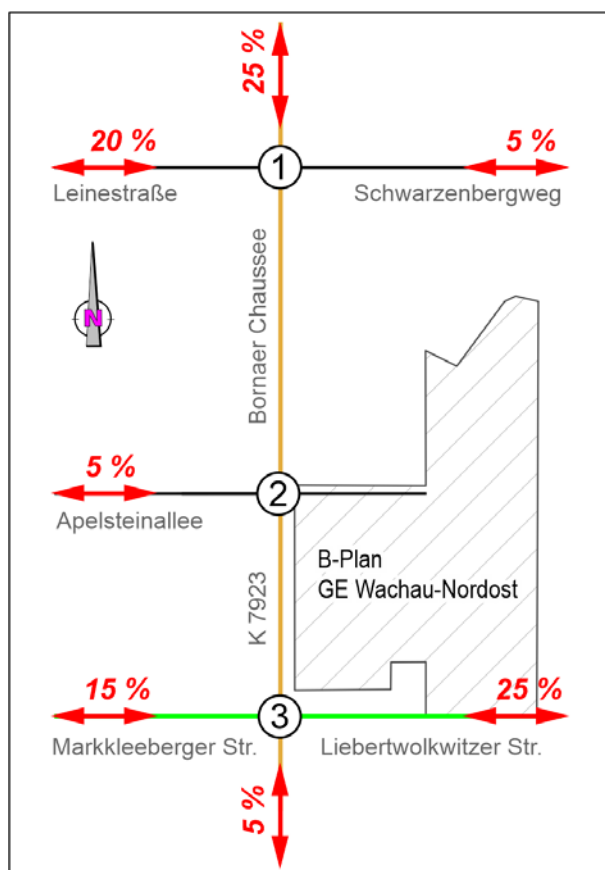 25 %
20 %
5 %
1
Leinestraße
Schwarzenbergweg
Bornaer Chaussee
N
5 %
2
Apelsteinallee
B-Plan
GE Wachau-Nordost
K 7923
15 %
25 %
3
Markkleeberger Str.
Liebertwolkwitzer Str.
5 %